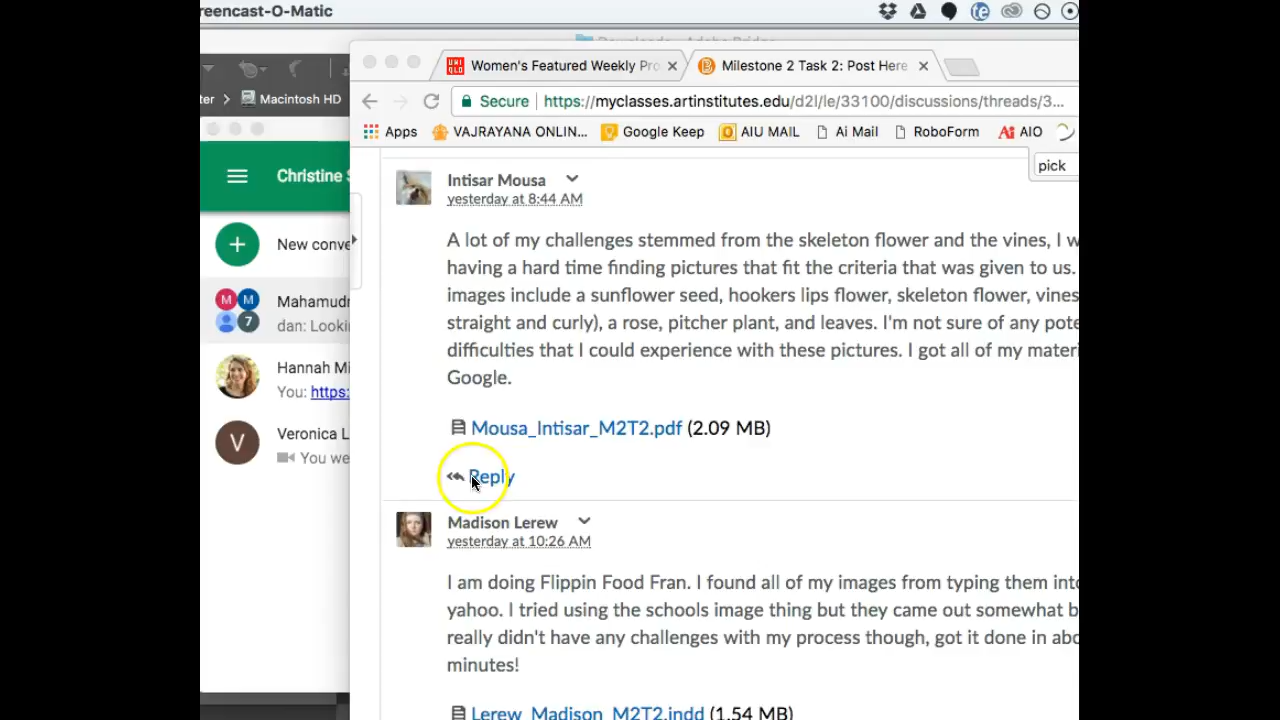 reencast-O-Matic
Downloads - Adobe Bridge
Women's Featured Weekly Pro
Milestone 2 Task 2: Post Here
ter > Macintosh HD
Secure https://myclasses.artinstitutes.edu/d2l/le/33100/discussions/threads/3...
Apps VAJRAYANA ONLIN... Google Keep AIU MAIL Ai Mail RoboForm AIO
pick
Christine S
New conve
M M 7 Mahamudr
dan: Lookin
Hannah Mi
You: https:
V Veronica L
You we
Intisar Mousa
yesterday at 8:44 AM
A lot of my challenges stemmed from the skeleton flower and the vines, I w
having a hard time finding pictures that fit the criteria that was given to us.
images include a sunflower seed, hookers lips flower, skeleton flower, vines
straight and curly), a rose, pitcher plant, and leaves. I'm not sure of any pote
difficulties that I could experience with these pictures. I got all of my materi
Google.
Mousa_Intisar_M2T2.pdf (2.09 MB)
Reply
Madison Lerew
yesterday at 10:26 AM
I am doing Flippin Food Fran. I found all of my images from typing them into
yahoo. I tried using the schools image thing but they came out somewhat b
really didn't have any challenges with my process though, got it done in abo
minutes!
Lerew_Madison_M2T2.indd (1.54 MB)